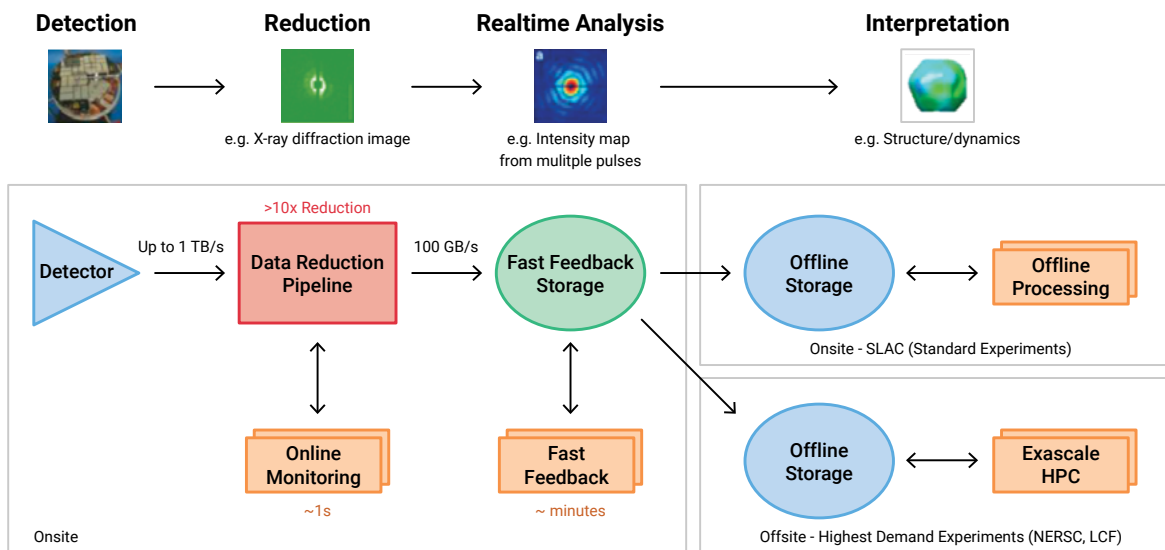 Detection
Reduction
Realtime Analysis
Interpretation
a
e.g. X-ray diffraction image
e.g. Intensity map
from mulitple pulses
e.g. Structure/dynamics
>10x Reduction
Detector
Up to 1 TB/s
Data Reduction
Pipeline
100 GB/s
Fast Feedback
Storage
Offline
Storage
Offline
Processing
Onsite - SLAC (Standard Experiments)
Online
Monitoring
~1s
Fast
Feedback
~ minutes
Offline
Storage
Exascale
HPC
Onsite
Offsite - Highest Demand Experiments (NERSC, LCF)